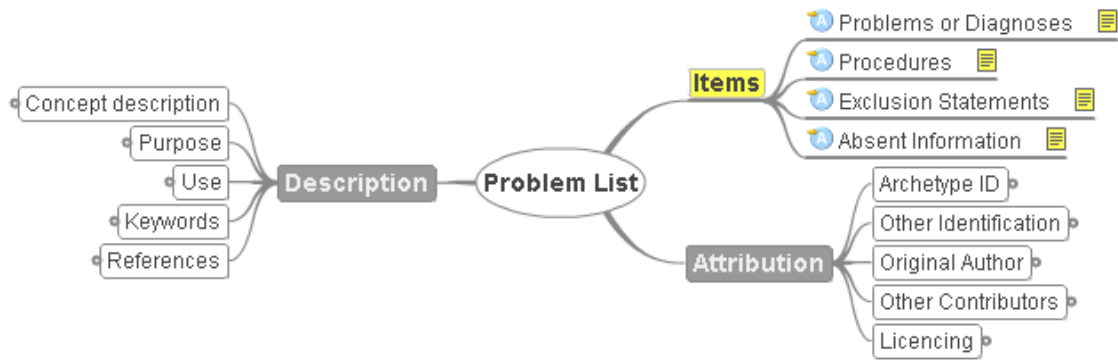 Problem List
Description
Concept description
Purpose
Use
Keywords
References
Items
Problems or Diagnoses
Procedures
Exclusion Statements
Absent Information
Attribution
Archetype ID
Other Identification
Original Author
Other Contributors
Licencing